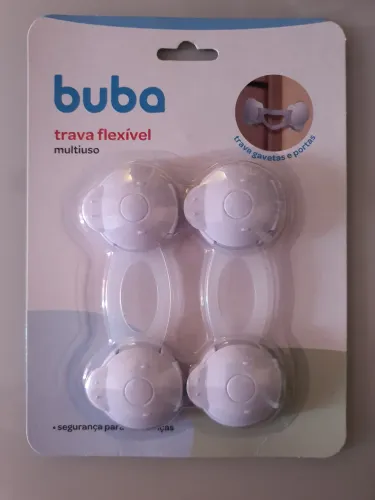 buba
trava flexível
multiuso
trava gavetas e portas
• segurança para